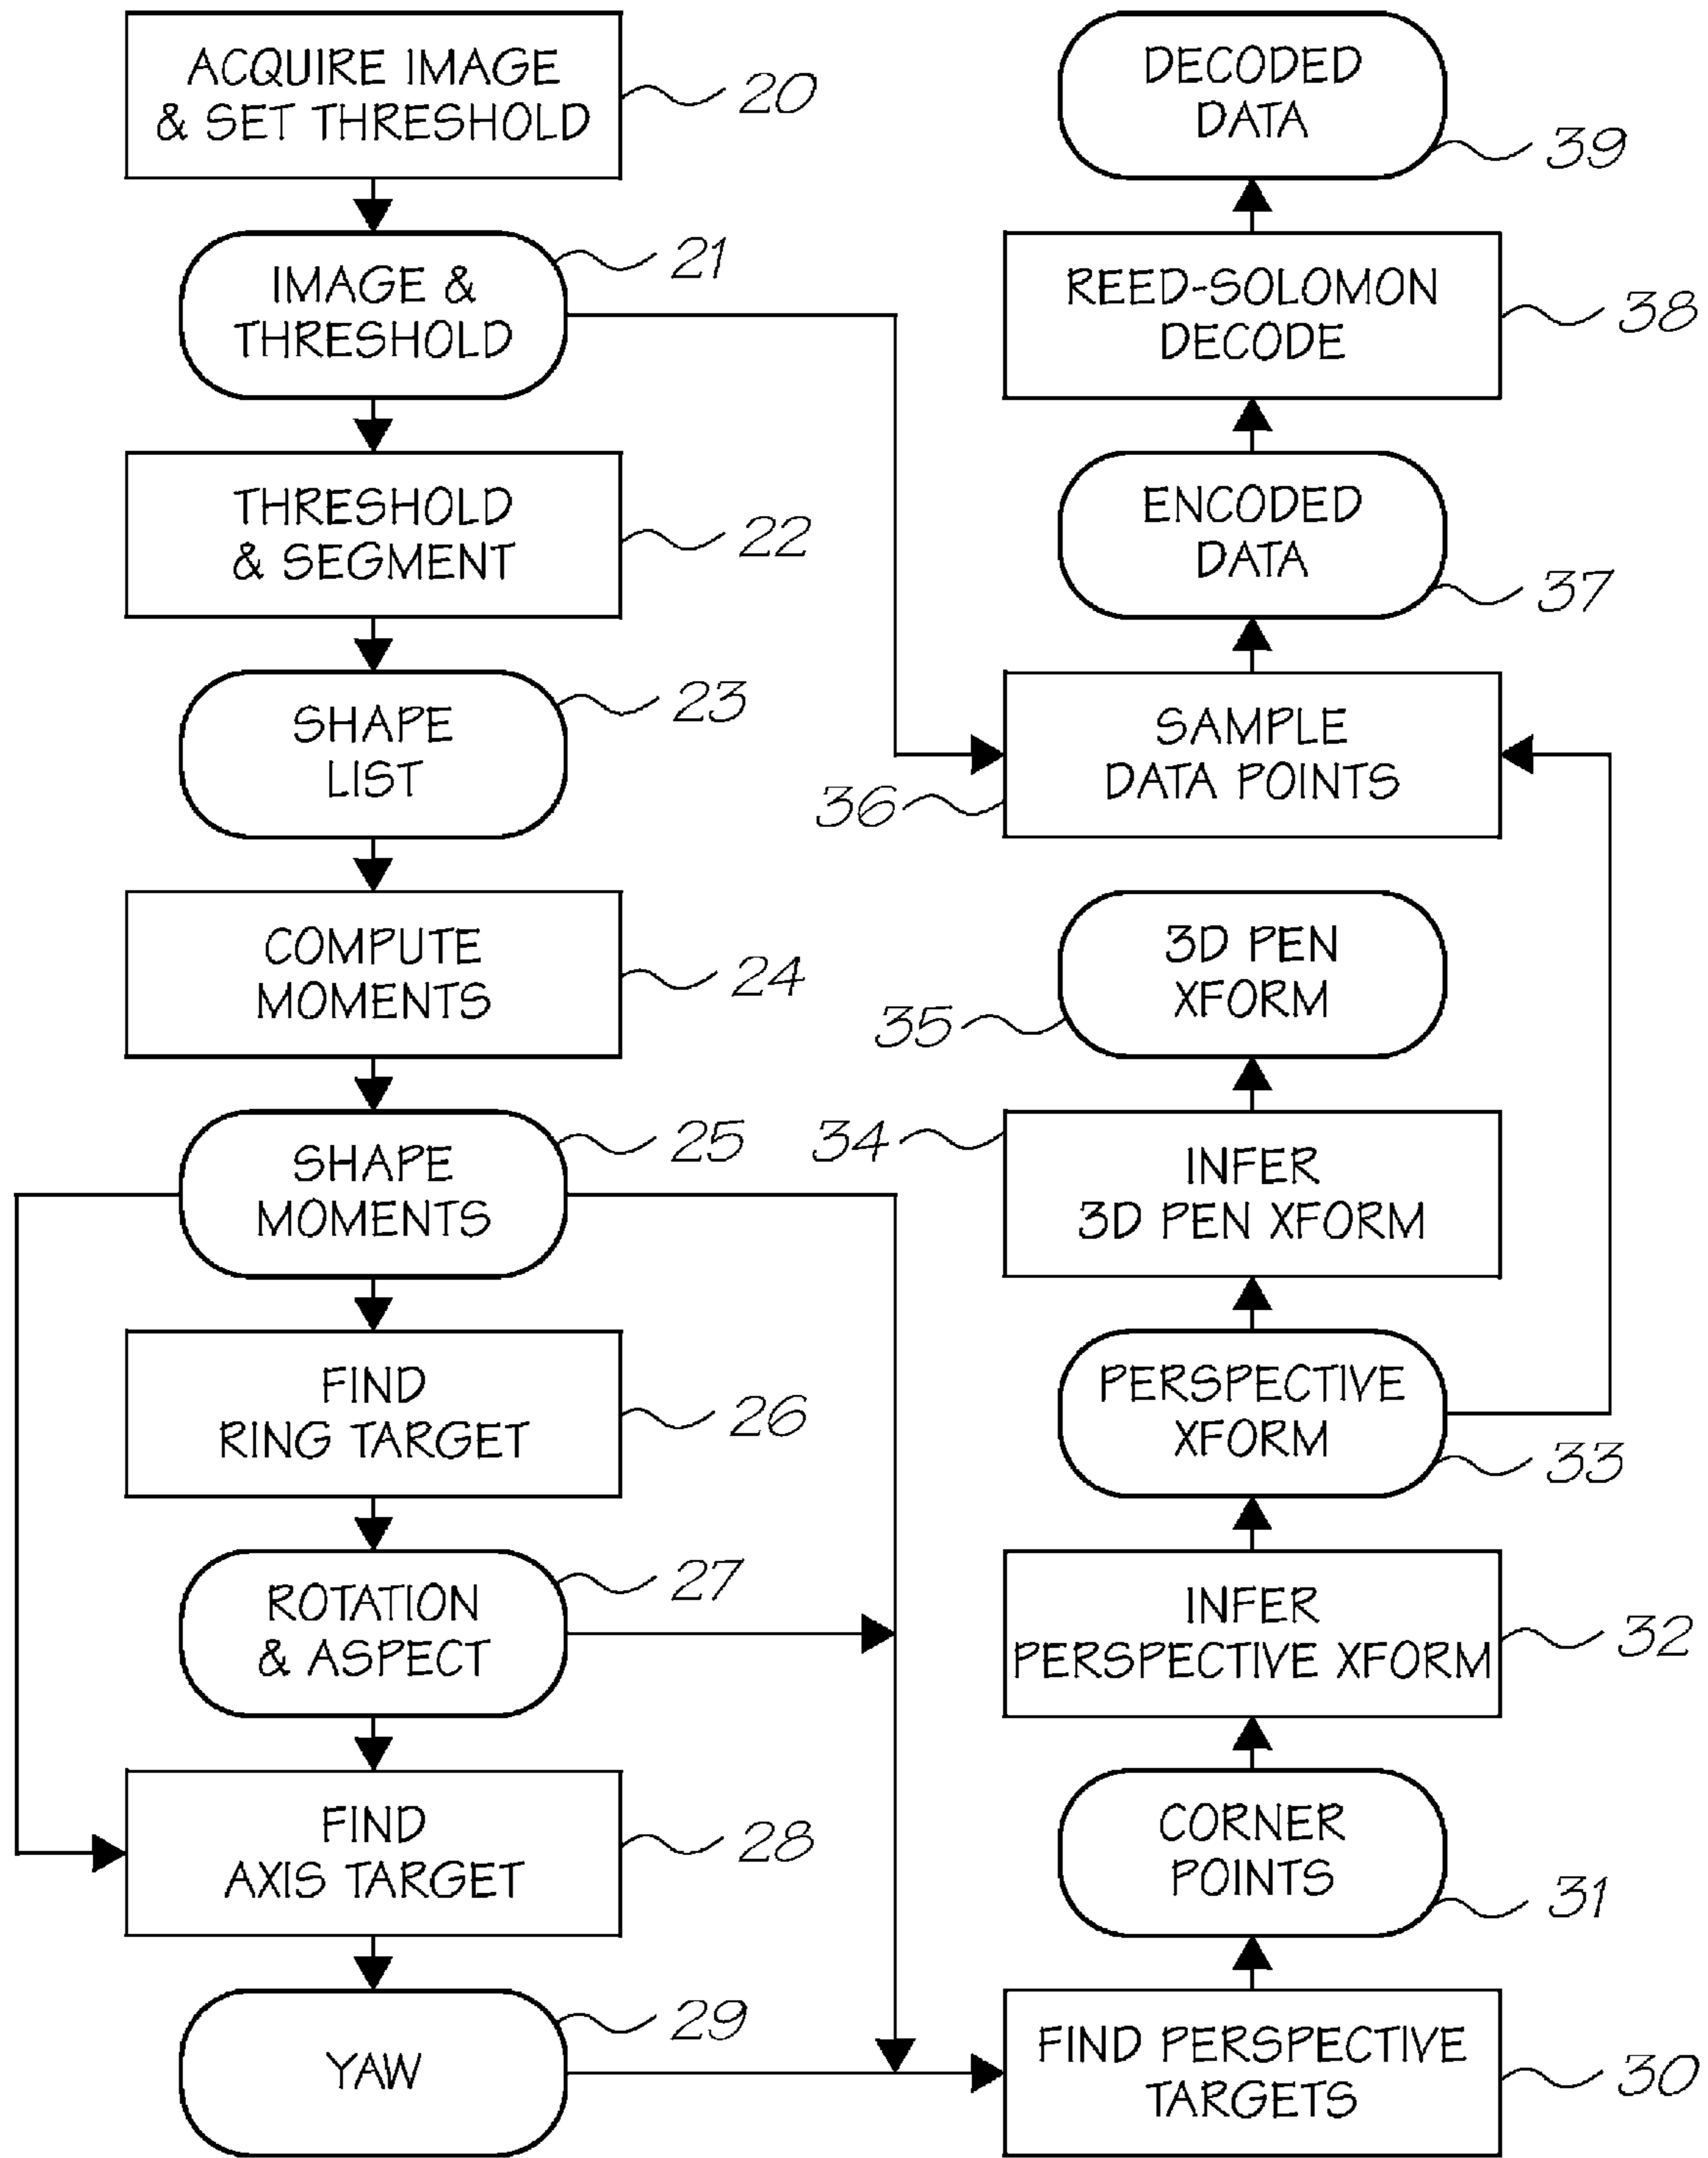 ACQUIRE IMAGE
& SET THRESHOLD
20
IMAGE &
THRESHOLD
21
THRESHOLD
& SEGMENT
22
SHAPE
LIST
23
COMPUTE
MOMENTS
24
SHAPE
MOMENTS
25
FIND
RING TARGET
26
ROTATION
& ASPECT
27
FIND
AXIS TARGET
28
YAW
29
DECODED
DATA
39
REED-SOLOMON
DECODE
38
ENCODED
DATA
37
SAMPLE
DATA POINTS
36
3D PEN
XFORM
35
INFER
3D PEN XFORM
34
PERSPECTIVE
XFORM
33
INFER
PERSPECTIVE XFORM
32
CORNER
POINTS
31
FIND PERSPECTIVE
TARGETS
30